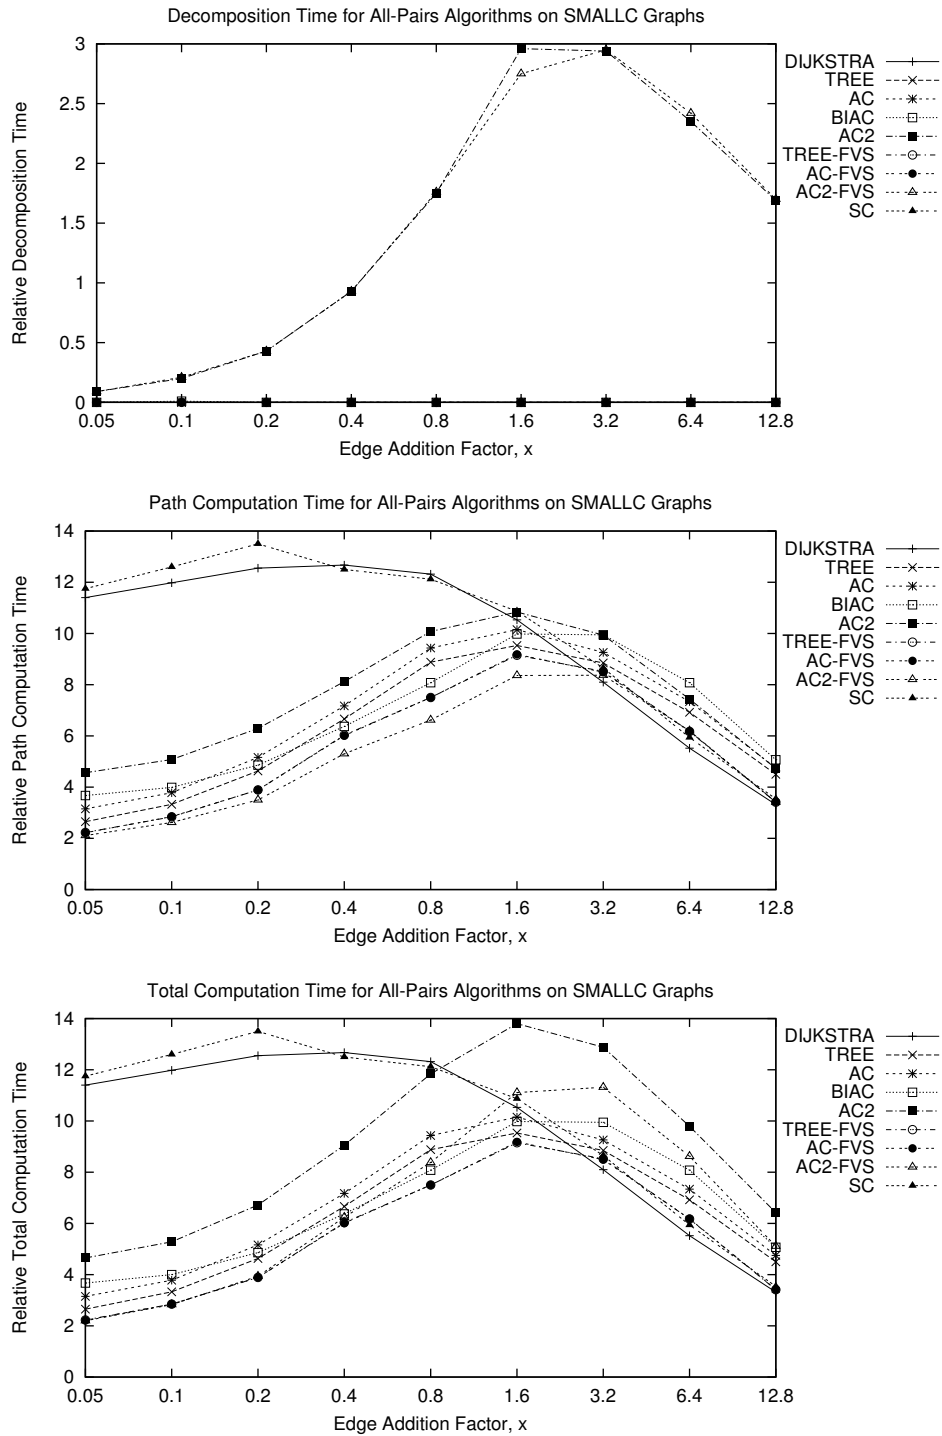 Decomposition Time for All-Pairs Algorithms on SMALLC Graphs
Relative Decomposition Time
3
2.5
2
1.5
1
0.5
0
0.05 0.1 0.2 0.4 0.8 1.6 3.2 6.4 12.8
Edge Addition Factor, x
DIJKSTRA
TREE
AC
BIAC
AC2
TREE-FVS
AC-FVS
AC2-FVS
SC
Path Computation Time for All-Pairs Algorithms on SMALLC Graphs
Relative Path Computation Time
14
12
10
8
6
4
2
0
0.05 0.1 0.2 0.4 0.8 1.6 3.2 6.4 12.8
Edge Addition Factor, x
DIJKSTRA
TREE
AC
BIAC
AC2
TREE-FVS
AC-FVS
AC2-FVS
SC
Total Computation Time for All-Pairs Algorithms on SMALLC Graphs
Relative Total Computation Time
14
12
10
8
6
4
2
0
0.05 0.1 0.2 0.4 0.8 1.6 3.2 6.4 12.8
Edge Addition Factor, x
DIJKSTRA
TREE
AC
BIAC
AC2
TREE-FVS
AC-FVS
AC2-FVS
SC